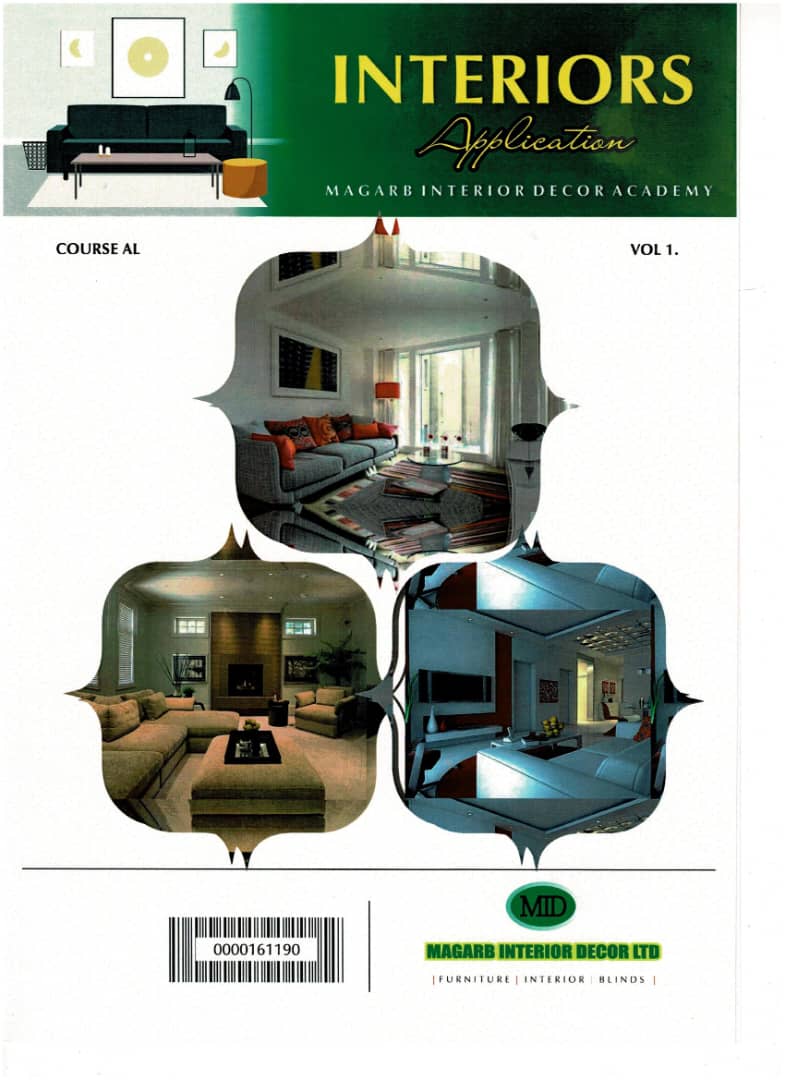 INTERIORS
Application
MAGARB INTERIOR DECOR ACADEMY
COURSE AL
VOL 1.
0000161190
MID
MAGARB INTERIOR DECOR LTD
| FURNITURE | INTERIOR | BLINDS |